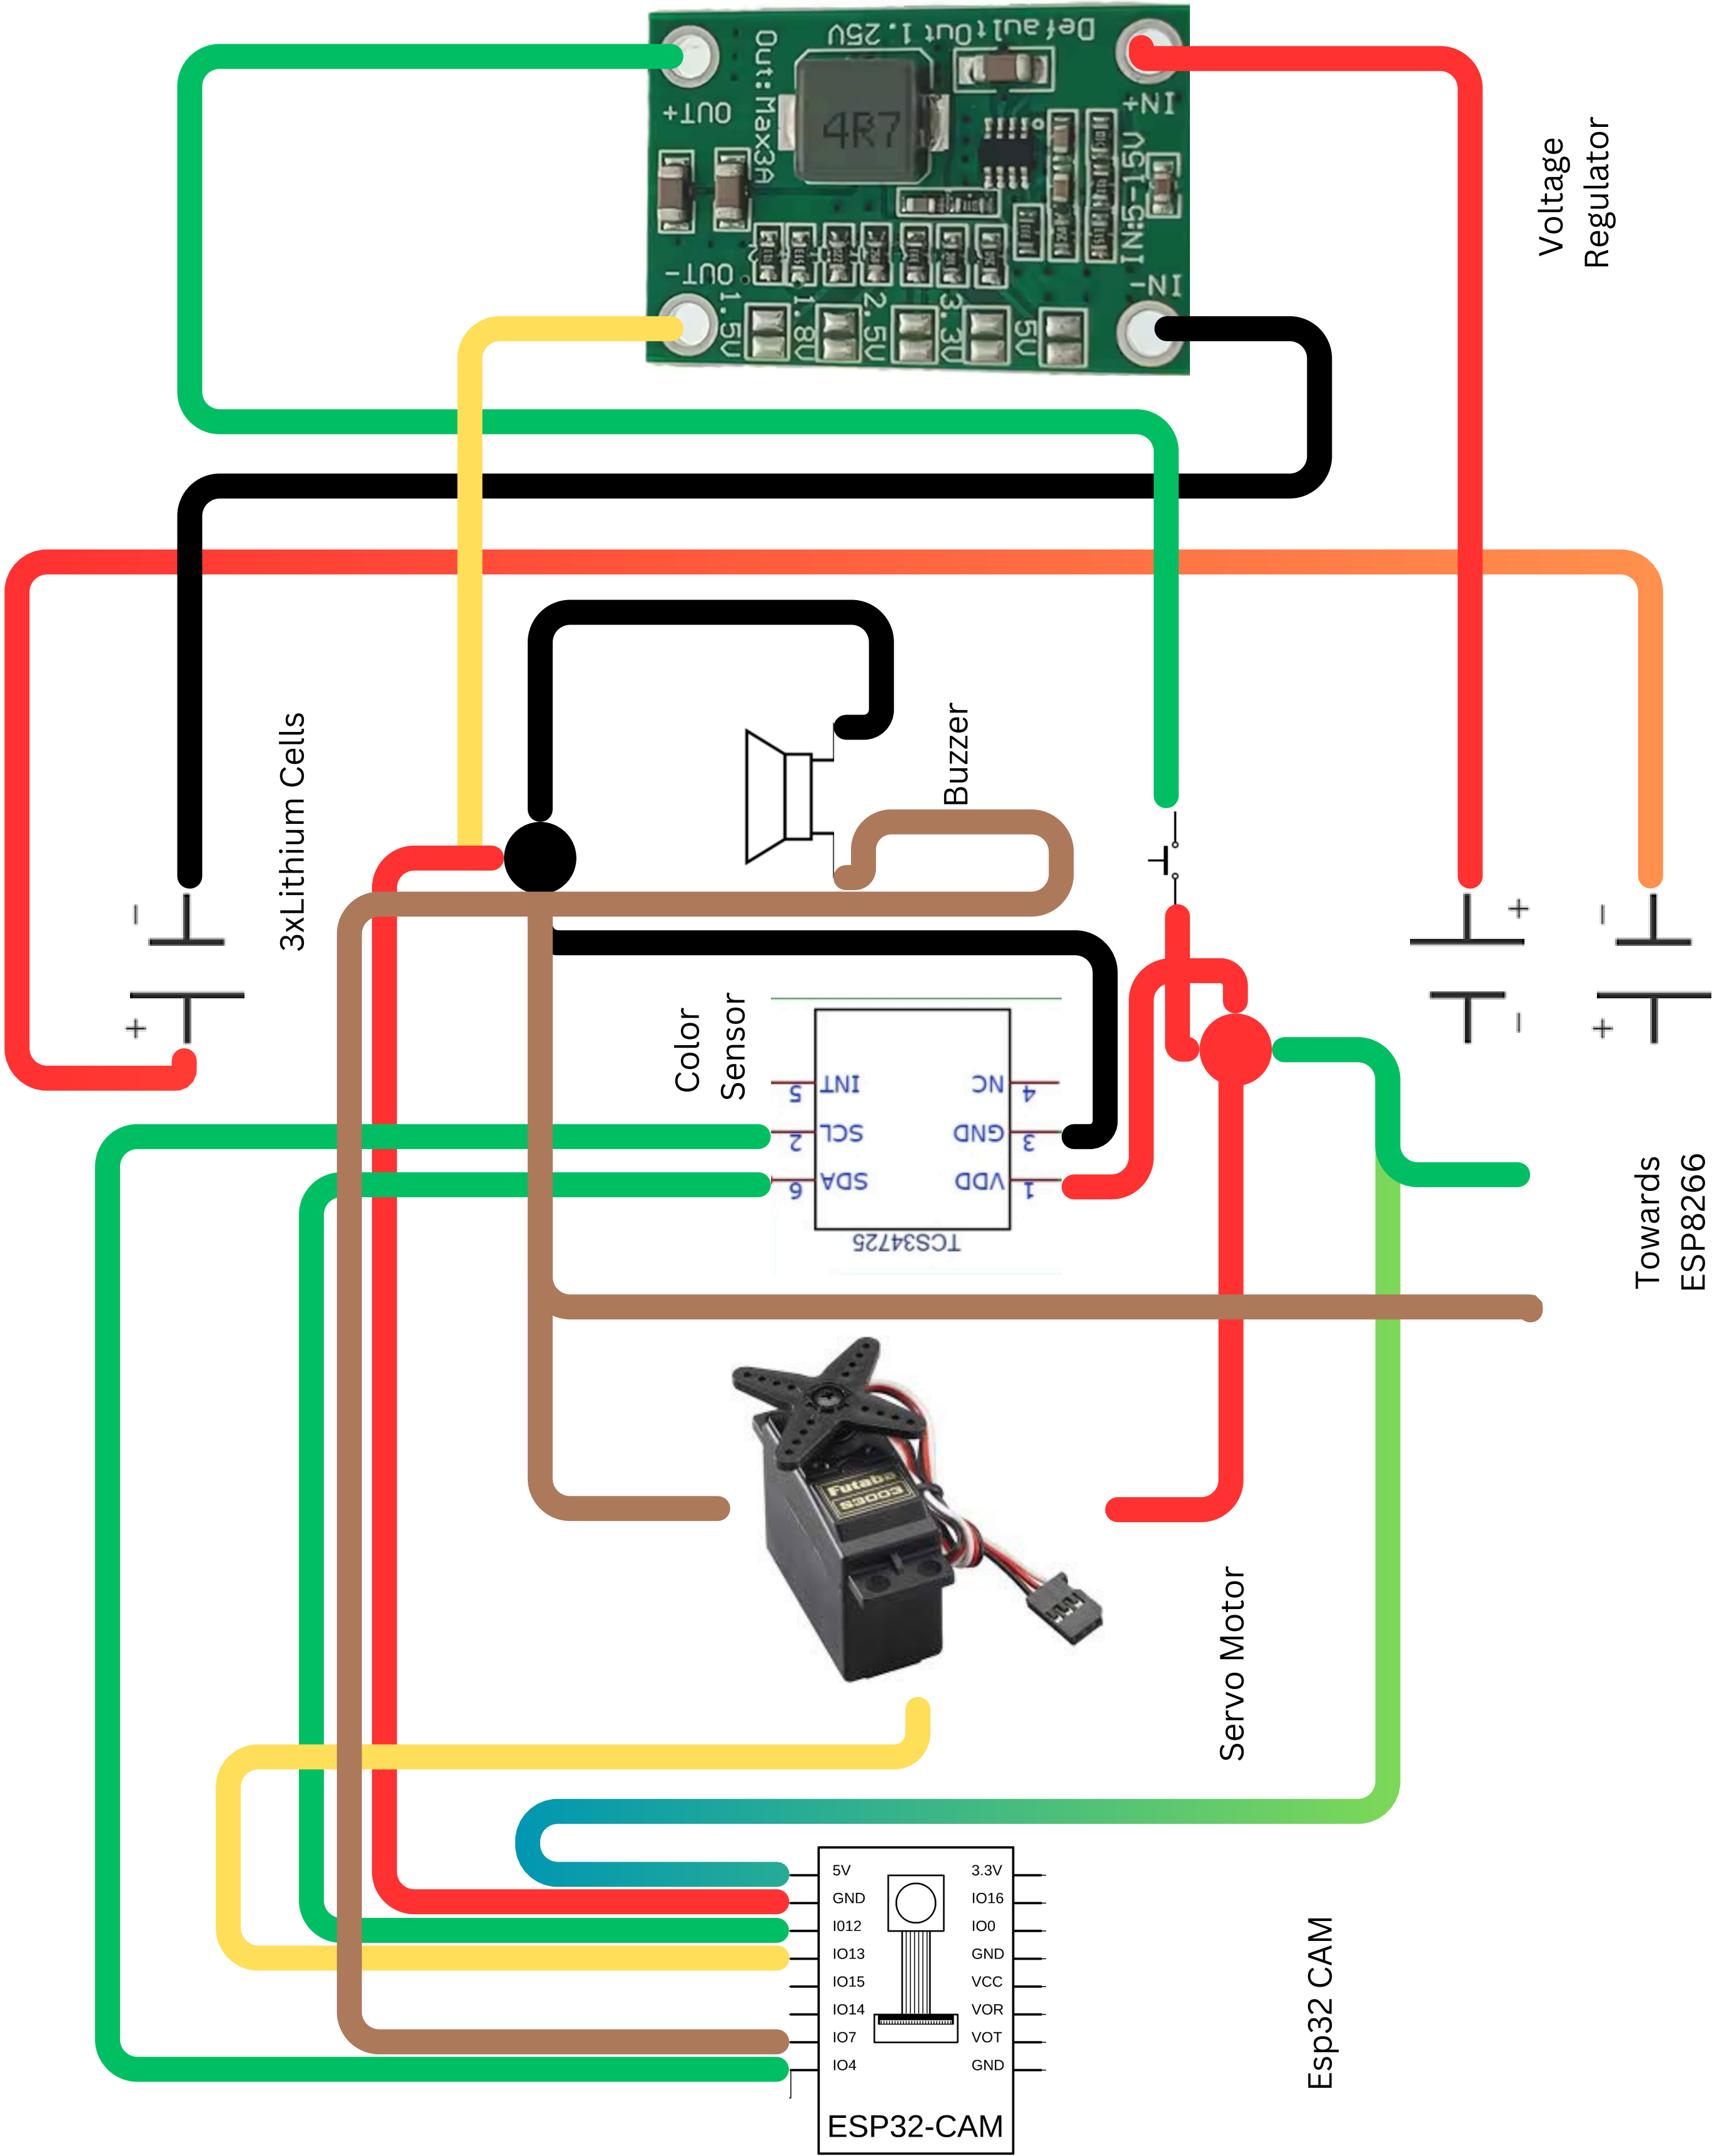 DefaultOut 1.25V
Out:Max3A
OUT+
IN+
4R7
IN:5-15V
OUT-
IN-
1.5V
1.8V
2.5V
3.3V
5V
Voltage
Regulator
3xLithium Cells
Buzzer
-
+
+
-
-
+
Color
Sensor
5 INT
NC 4
2 SCL
GND 3
6 SDA
VDD 1
TCS34725
Towards
ESP8266
Futaba
S3003
Servo Motor
5V
3.3V
GND
IO16
I012
IO0
IO13
GND
IO15
VCC
IO14
VOR
IO7
VOT
IO4
GND
ESP32-CAM
Esp32 CAM